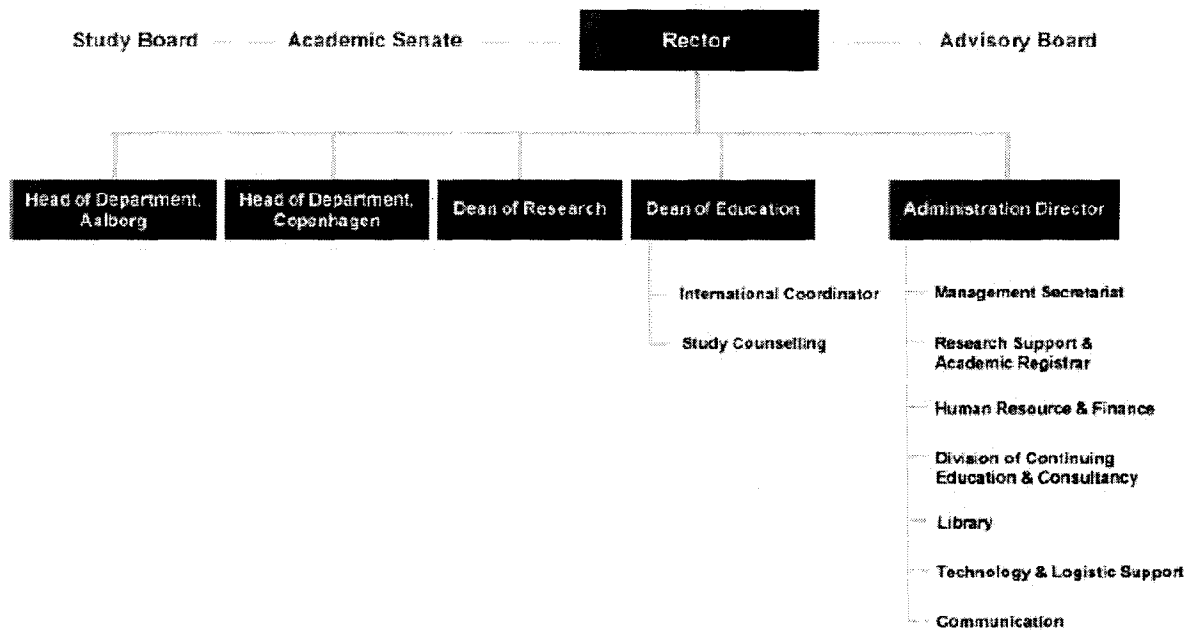 Study Board Academic Senate Rector Advisory Board
Head of Department,
Aalborg
Head of Department,
Copenhagen
Dean of Research
Dean of Education
Administration Director
International Coordinator
Study Counselling
Management Secretariat
Research Support &
Academic Registrar
Human Resource & Finance
Division of Continuing
Education & Consultancy
Library
Technology & Logistic Support
Communication